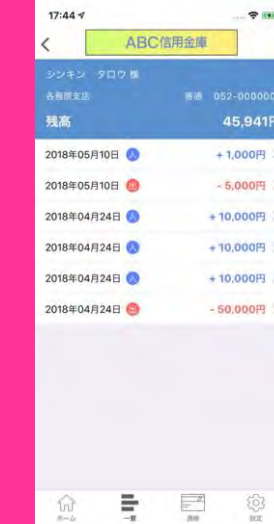 17:44
ABC信用金庫
シンキン タロウ 様
各務原支店 普通 052-000000
残高 45,941円
2018年05月10日 入 + 1,000円
2018年05月10日 出 - 5,000円
2018年04月24日 入 + 10,000円
2018年04月24日 入 + 10,000円
2018年04月24日 入 + 10,000円
2018年04月24日 出 - 50,000円
ホーム 一覧 通帳 設定